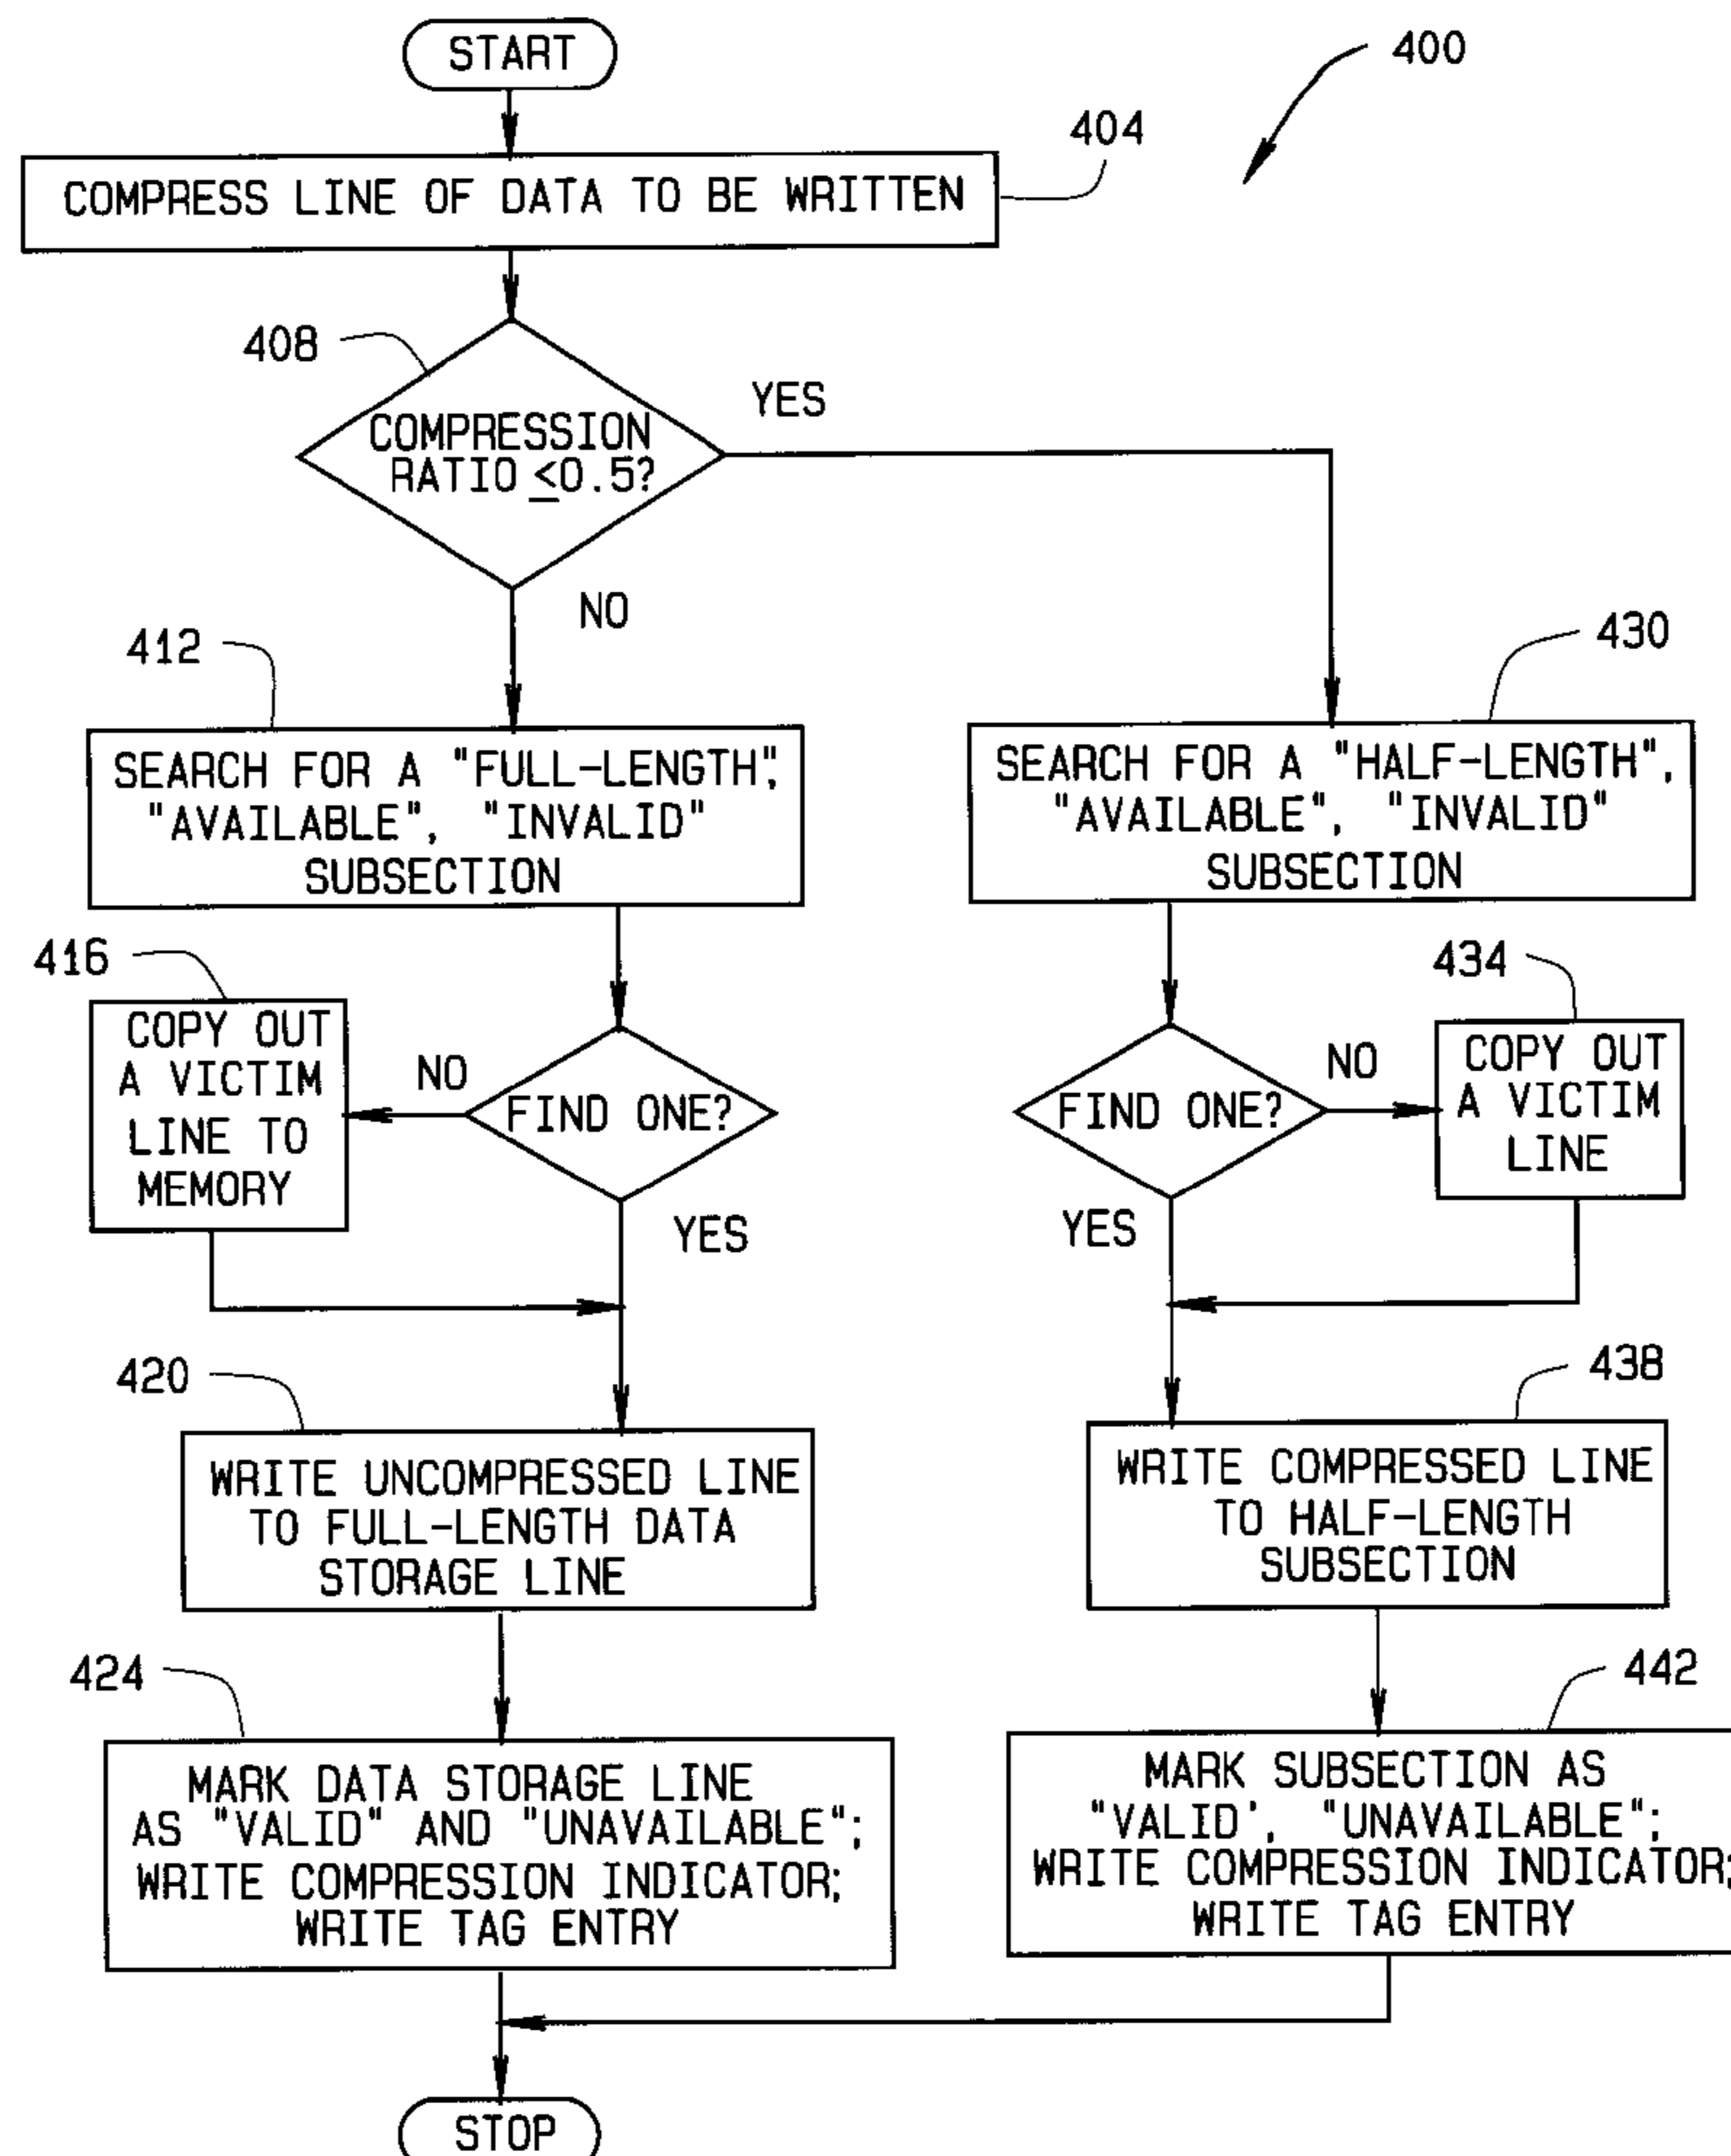 START
400
404
COMPRESS LINE OF DATA TO BE WRITTEN
408
COMPRESSION
RATIO ≤0.5?
YES
NO
412
SEARCH FOR A "FULL-LENGTH",
"AVAILABLE", "INVALID"
SUBSECTION
430
SEARCH FOR A "HALF-LENGTH",
"AVAILABLE", "INVALID"
SUBSECTION
416
COPY OUT
A VICTIM
LINE TO
MEMORY
NO
FIND ONE?
YES
434
FIND ONE?
NO
COPY OUT
A VICTIM
LINE
YES
420
WRITE UNCOMPRESSED LINE
TO FULL-LENGTH DATA
STORAGE LINE
438
WRITE COMPRESSED LINE
TO HALF-LENGTH
SUBSECTION
424
MARK DATA STORAGE LINE
AS "VALID" AND "UNAVAILABLE";
WRITE COMPRESSION INDICATOR;
WRITE TAG ENTRY
442
MARK SUBSECTION AS
"VALID', "UNAVAILABLE";
WRITE COMPRESSION INDICATOR;
WRITE TAG ENTRY
STOP